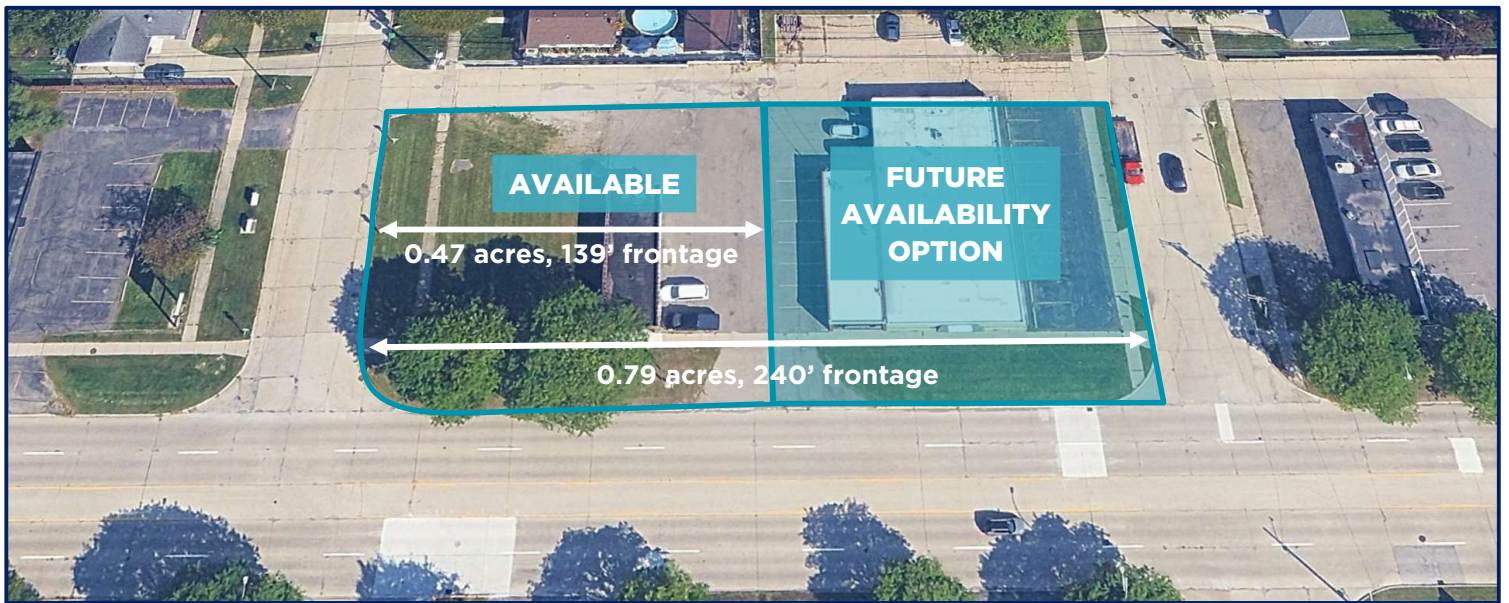 AVAILABLE
0.47 acres, 139’ frontage
FUTURE
AVAILABILITY
OPTION
0.79 acres, 240’ frontage